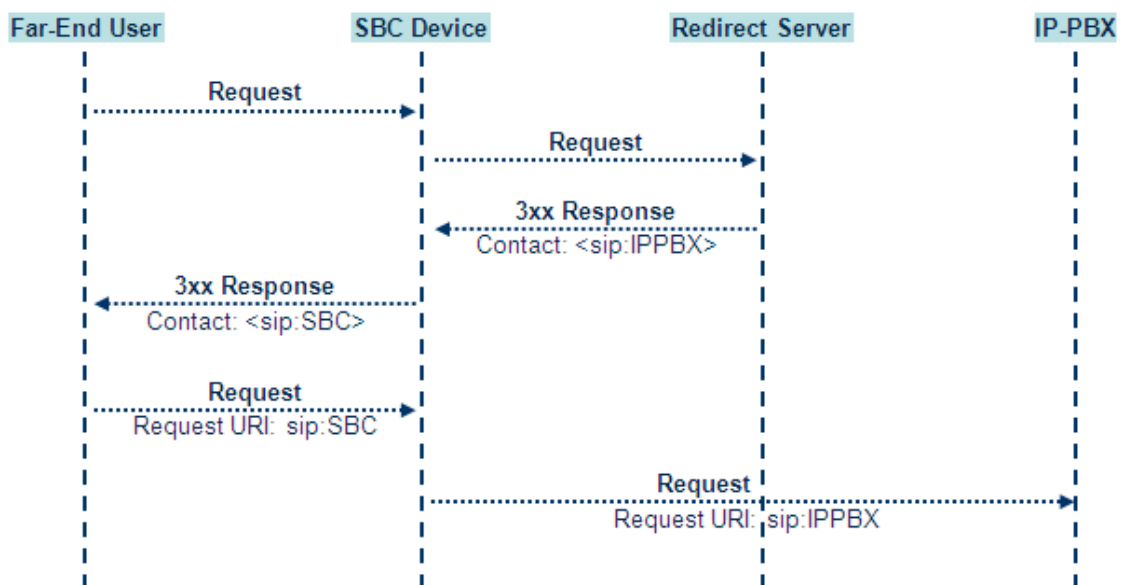 Far-End User SBC Device Redirect Server IP-PBX
Request
Request
3xx Response
Contact: <sip:IPPBX>
3xx Response
Contact: <sip:SBC>
Request
Request URI: sip:SBC
Request
Request URI: sip:IPPBX